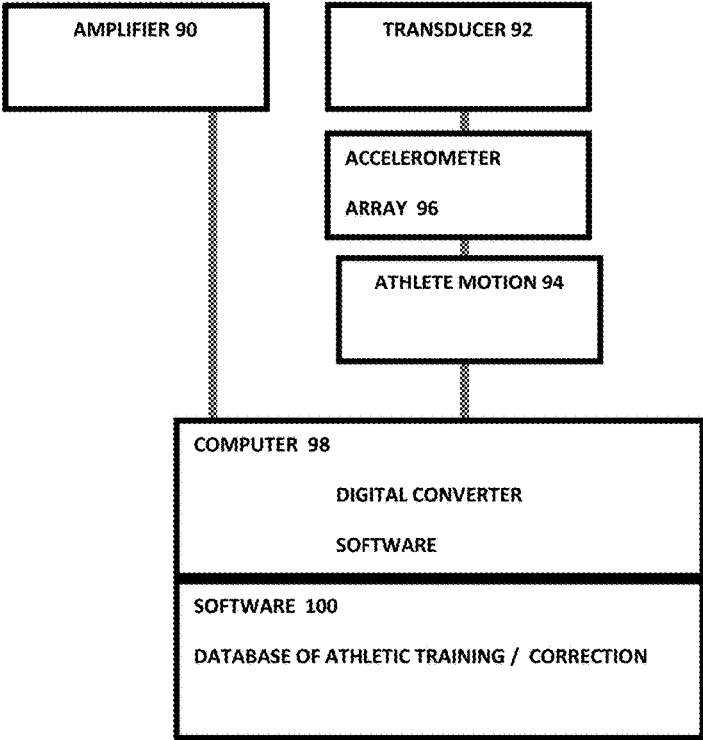 AMPLIFIER 90
TRANSDUCER 92
ACCELEROMETER
ARRAY 96
ATHLETE MOTION 94
COMPUTER 98
DIGITAL CONVERTER
SOFTWARE
SOFTWARE 100
DATABASE OF ATHLETIC TRAINING / CORRECTION